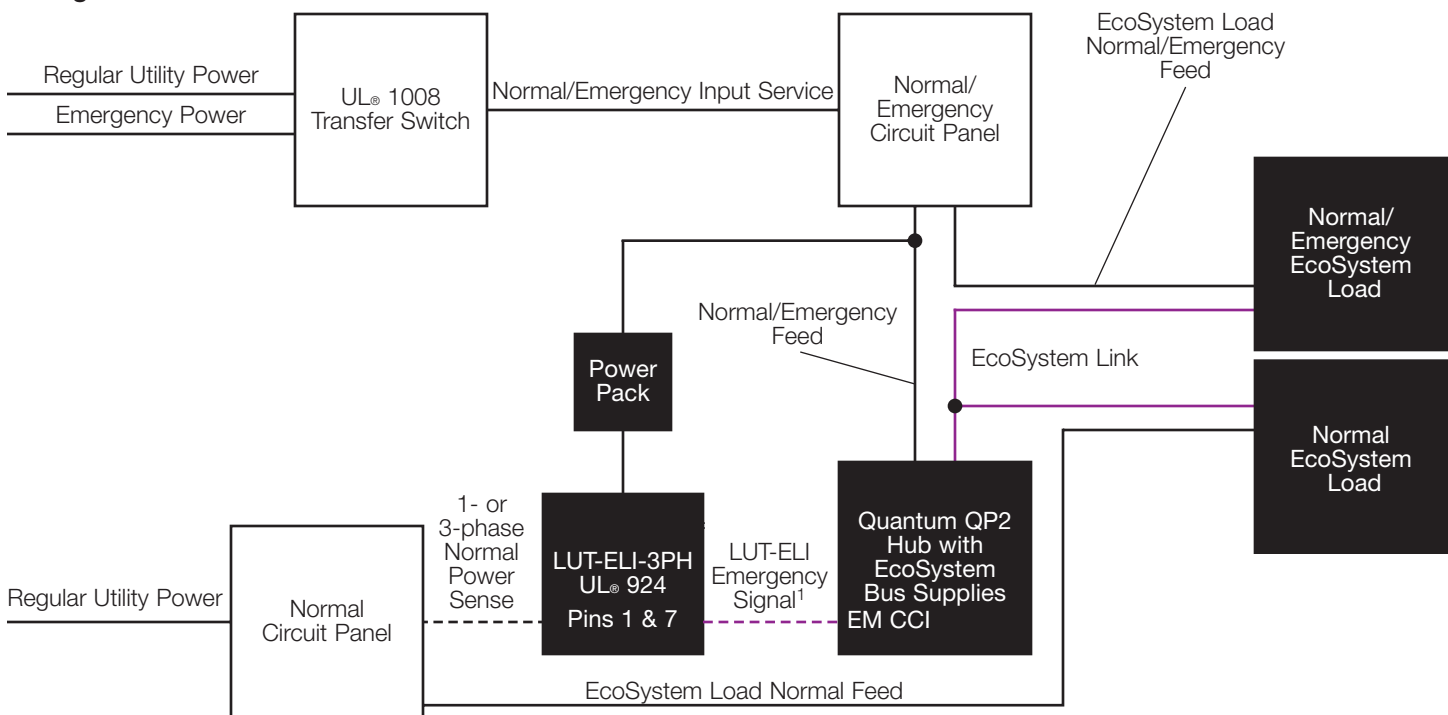 EcoSystem Load
Normal/Emergency
Feed
Regular Utility Power
Emergency Power
UL® 1008
Transfer Switch
Normal/Emergency Input Service
Normal/
Emergency
Circuit Panel
Normal/
Emergency
EcoSystem
Load
Normal/Emergency
Feed
EcoSystem Link
Power
Pack
Normal
EcoSystem
Load
1- or
3-phase
Normal
Power
Sense
LUT-ELI-3PH
UL® 924
Pins 1 & 7
LUT-ELI
Emergency
Signal¹
Quantum QP2
Hub with
EcoSystem
Bus Supplies
EM CCI
Regular Utility Power
Normal
Circuit Panel
EcoSystem Load Normal Feed